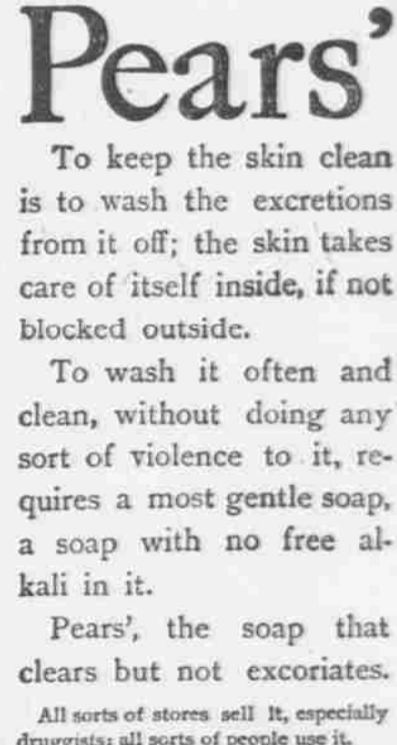 Pears'
To keep the skin clean
is to wash the excretions
from it off; the skin takes
care of itself inside, if not
blocked outside.
To wash it often and
clean, without doing any
sort of violence to it, re-
quires a most gentle soap,
a soap with no free al-
kali in it.
Pears', the soap that
clears but not excoriates.
All sorts of stores sell it, especially
druggists; all sorts of people use it.